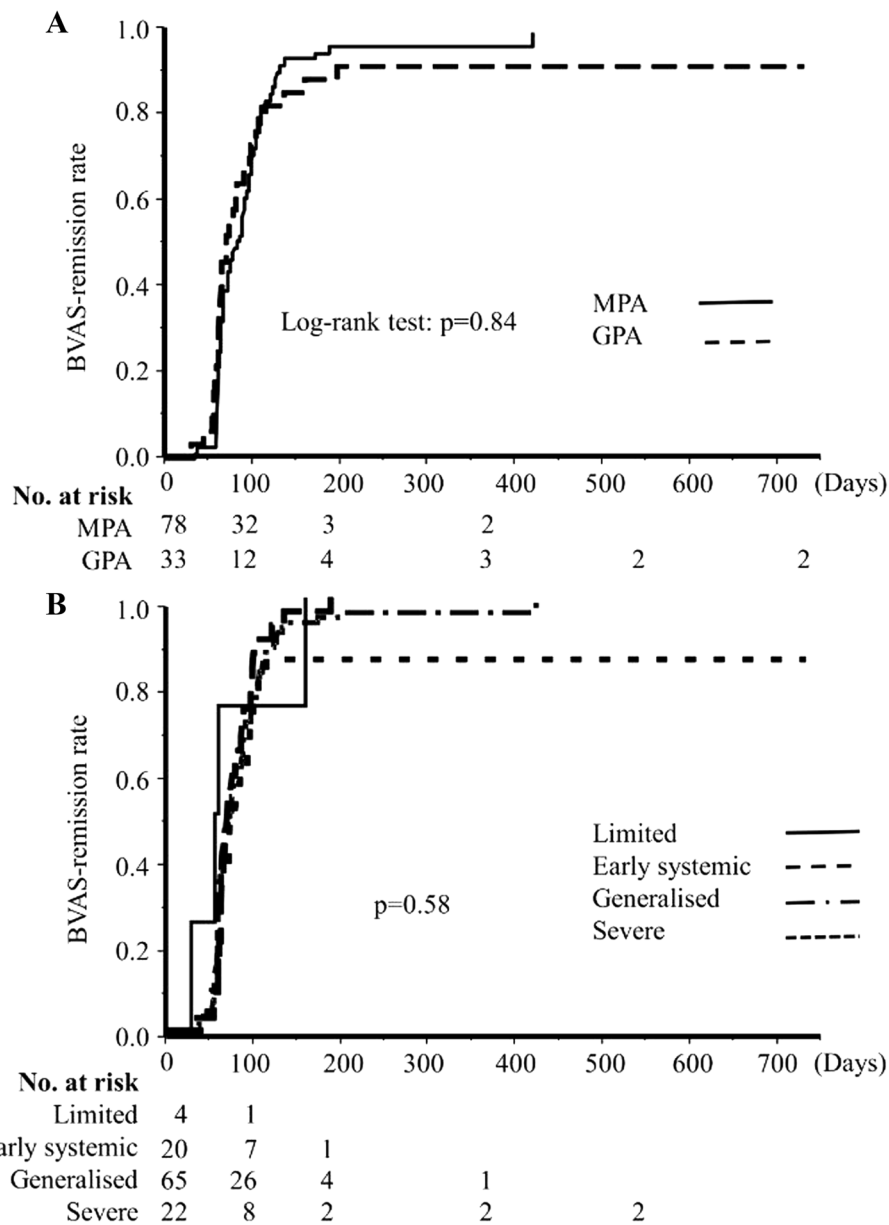 A
1.0
0.8
0.6
0.4
0.2
0.0
BVAS-remission rate
Log-rank test: p=0.84
MPA
GPA
0 100 200 300 400 500 600 700 (Days)
No. at risk
MPA 78 32 3 2
GPA 33 12 4 3 2 2
B
1.0
0.8
0.6
0.4
0.2
0.0
BVAS-remission rate
p=0.58
Limited
Early systemic
Generalised
Severe
0 100 200 300 400 500 600 700 (Days)
No. at risk
Limited 4 1
arly systemic 20 7 1
Generalised 65 26 4 1
Severe 22 8 2 2 2